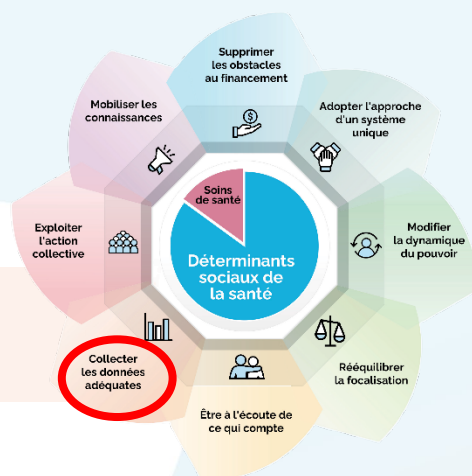 Supprimer
les obstacles
au financement
Adopter l'approche
d'un système
unique
Modifier
la dynamique
du pouvoir
Rééquilibrer
la focalisation
Être à l'écoute de
ce qui compte
Collecter
les données
adéquates
Exploiter
l'action
collective
Mobiliser les
connaissances
Soins
de santé
Déterminants
sociaux de
la santé